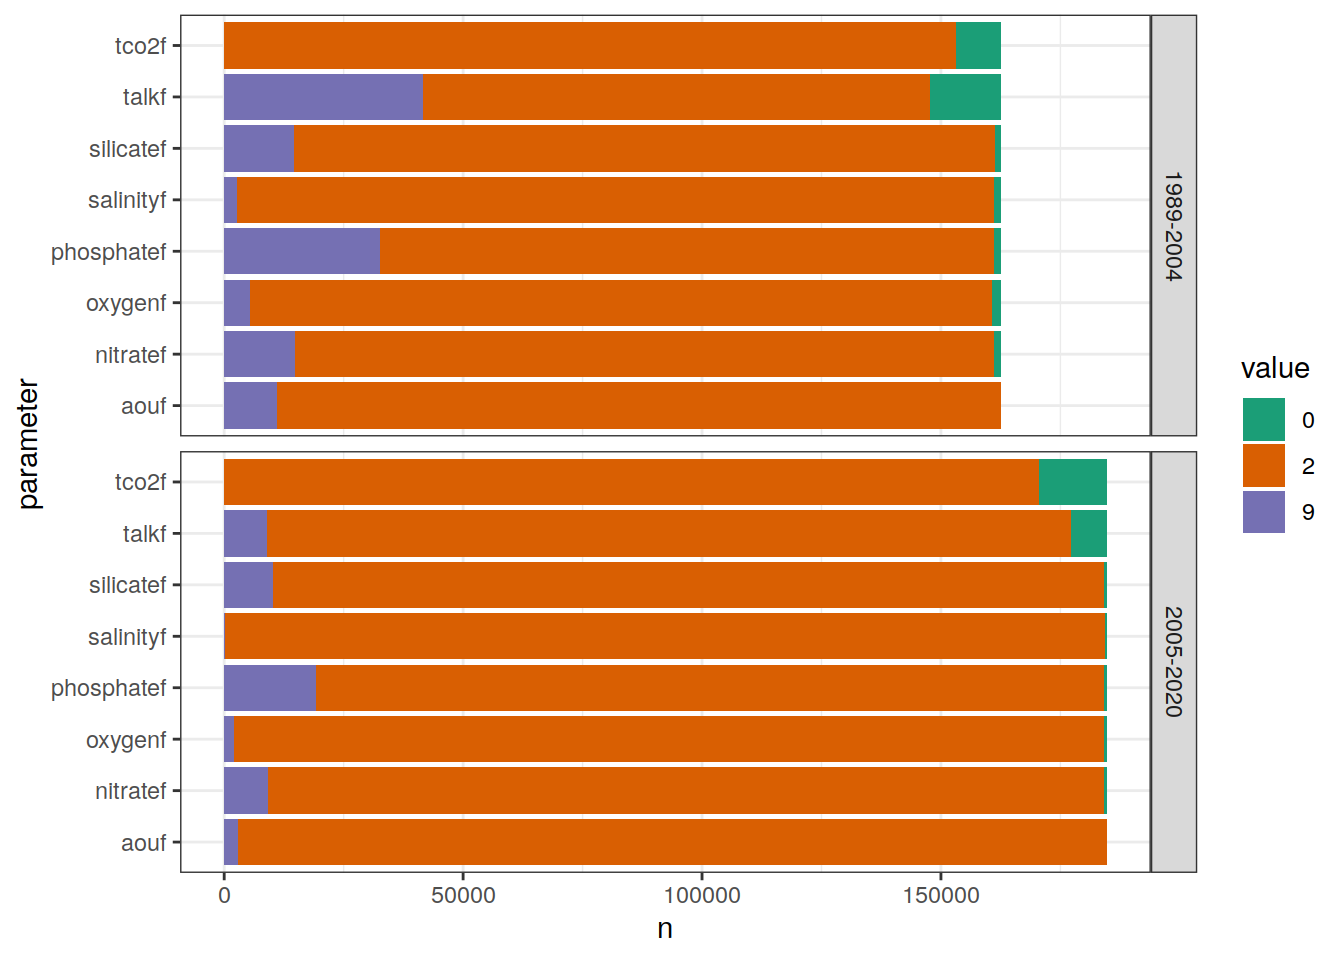 parameter
tco2f
talkf
silicatef
salinityf
phosphatef
oxygenf
nitratef
aouf
1989-2004
tco2f
talkf
silicatef
salinityf
phosphatef
oxygenf
nitratef
aouf
2005-2020
0 50000 100000 150000
n
value
0
2
9